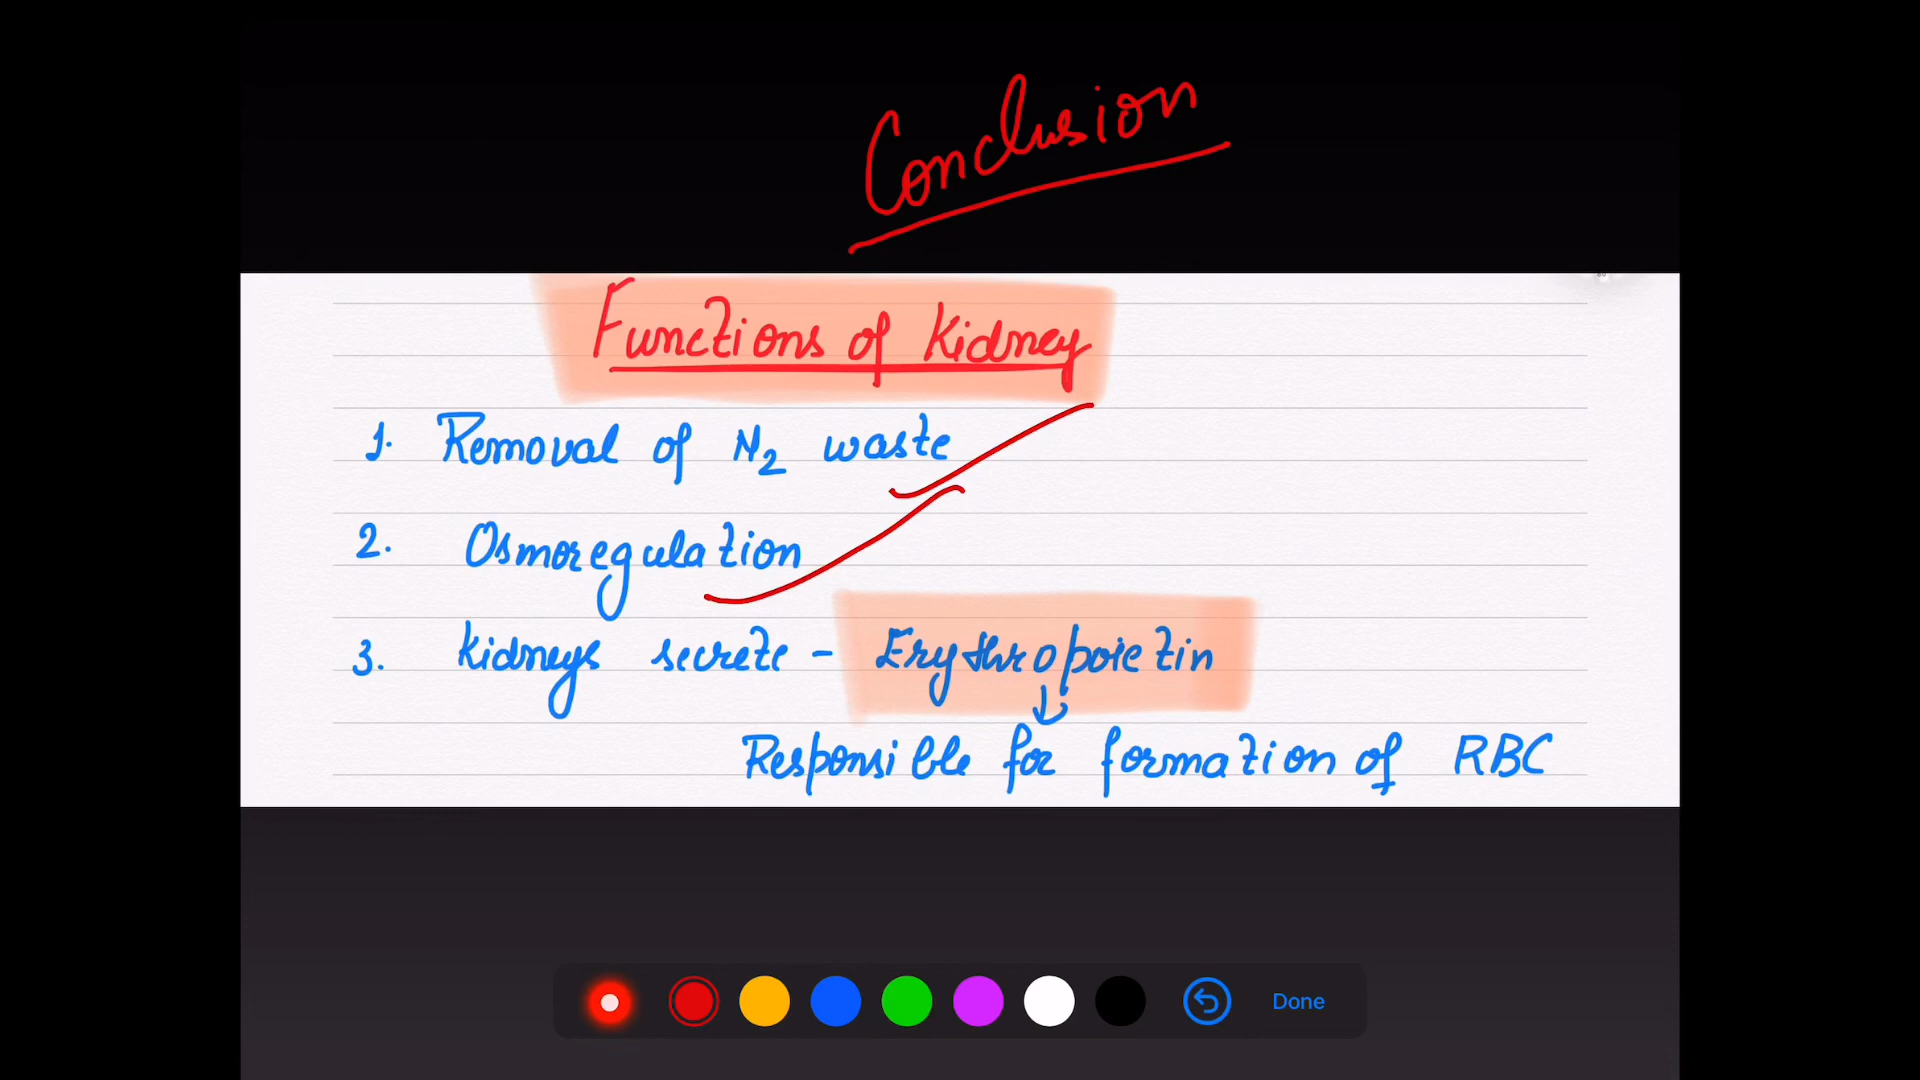 Conclusion
Functions of Kidney
1. Removal of N2 waste
2. Osmoregulation
3. Kidneys secrete - Erythropoietin
↓
Responsible for formation of RBC
Done